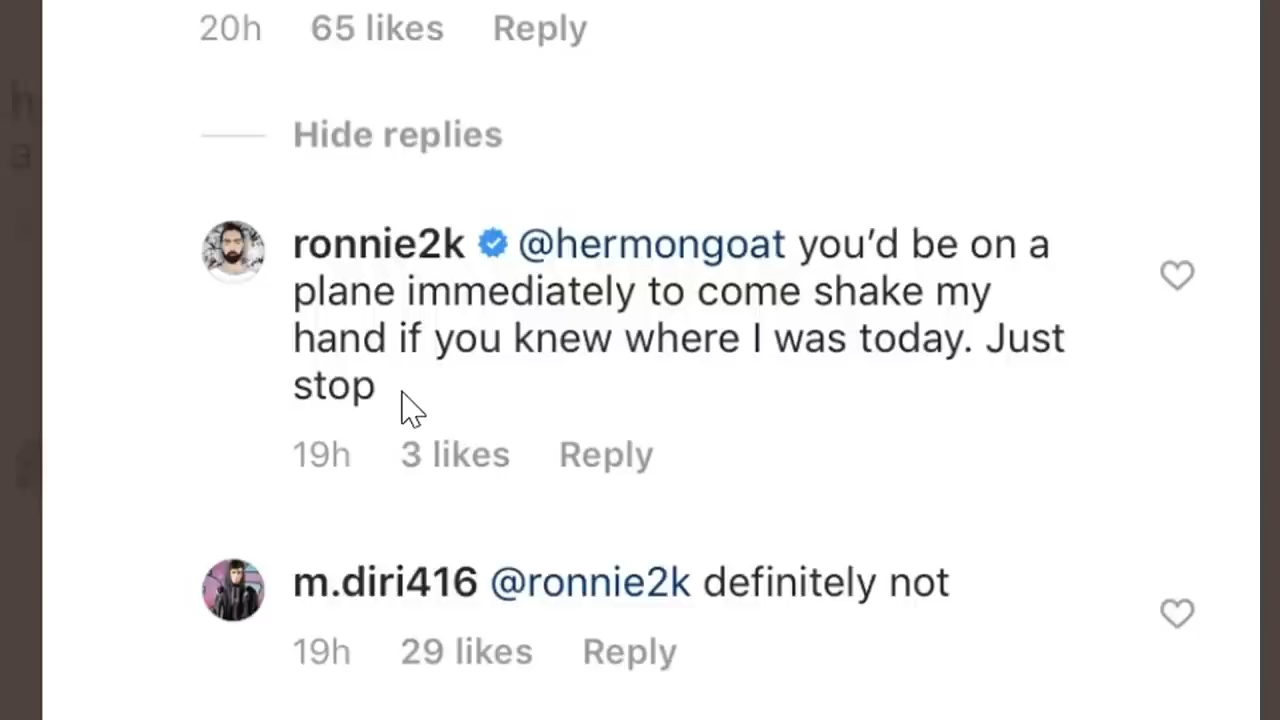 20h 65 likes Reply
Hide replies
ronnie2k @hermongoat you’d be on a
plane immediately to come shake my
hand if you knew where I was today. Just
stop
19h 3 likes Reply
m.diri416 @ronnie2k definitely not
19h 29 likes Reply